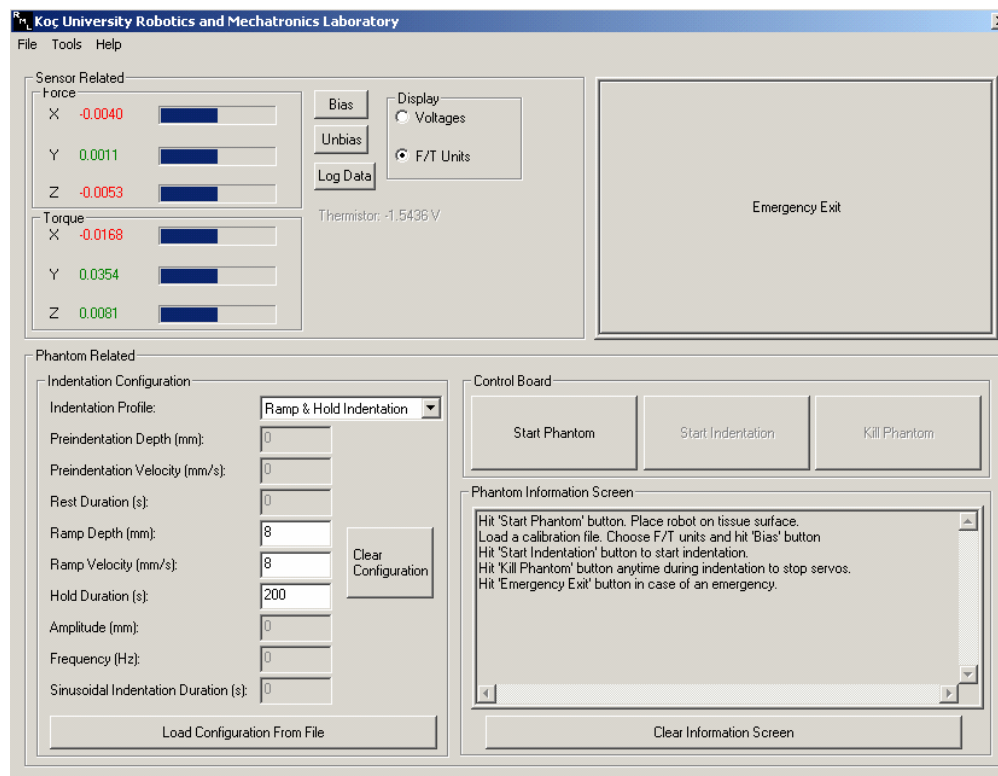 RML Koç University Robotics and Mechatronics Laboratory
File Tools Help
Sensor Related
Force
X -0.0040
Y 0.0011
Z -0.0053
Torque
X -0.0168
Y 0.0354
Z 0.0081
Bias
Unbias
Log Data
Display
Voltages
F/T Units
Thermistor: -1.5436 V
Emergency Exit
Phantom Related
Indentation Configuration
Indentation Profile: Ramp & Hold Indentation
Preindentation Depth (mm): 0
Preindentation Velocity (mm/s): 0
Rest Duration (s): 0
Ramp Depth (mm): 8
Ramp Velocity (mm/s): 8
Hold Duration (s): 200
Amplitude (mm): 0
Frequency (Hz): 0
Sinusoidal Indentation Duration (s): 0
Clear
Configuration
Load Configuration From File
Control Board
Start Phantom
Start Indentation
Kill Phantom
Phantom Information Screen
Hit 'Start Phantom' button. Place robot on tissue surface.
Load a calibration file. Choose F/T units and hit 'Bias' button
Hit 'Start Indentation' button to start indentation.
Hit 'Kill Phantom' button anytime during indentation to stop servos.
Hit 'Emergency Exit' button in case of an emergency.
Clear Information Screen